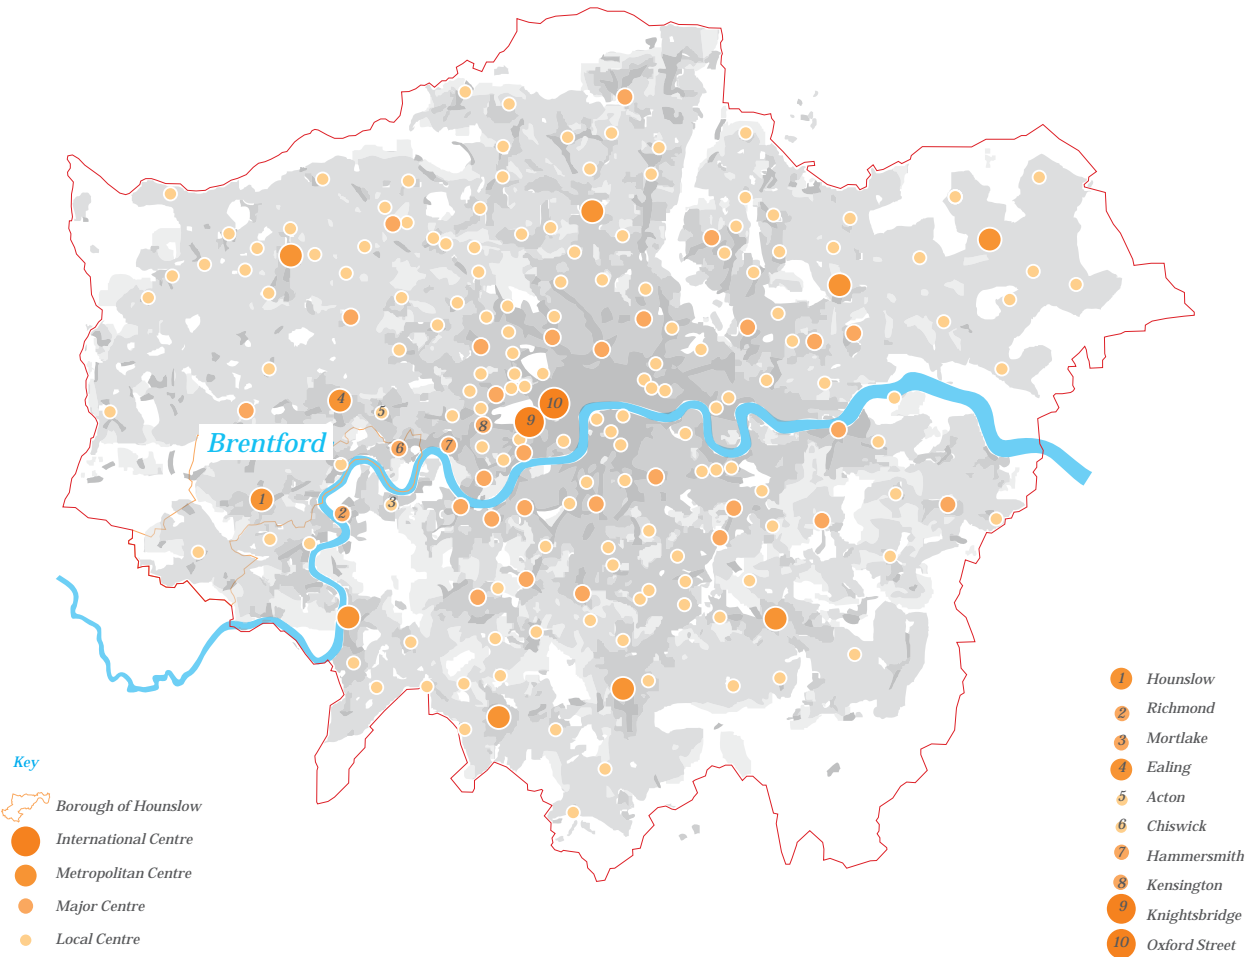 4
5
10
9
8
Brentford
6
7
1
3
2
Key
Borough of Hounslow
International Centre
Metropolitan Centre
Major Centre
Local Centre
1 Hounslow
2 Richmond
3 Mortlake
4 Ealing
5 Acton
6 Chiswick
7 Hammersmith
8 Kensington
9 Knightsbridge
10 Oxford Street